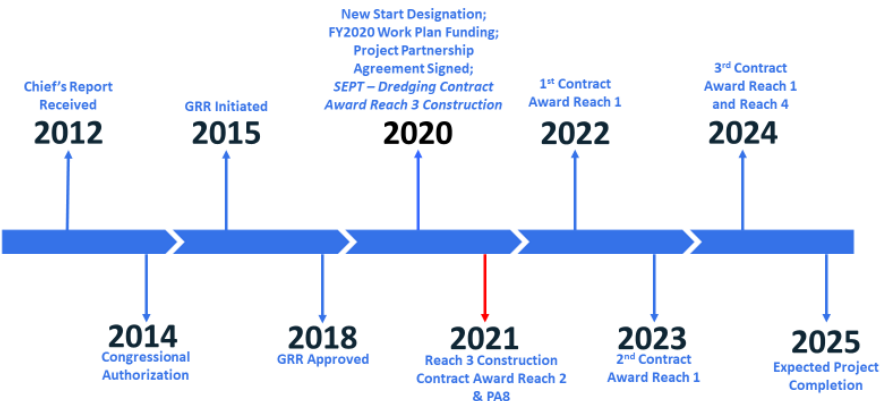 New Start Designation;
FY2020 Work Plan Funding;
Project Partnership
Agreement Signed;
SEPT – Dredging Contract
Award Reach 3 Construction
2020
Chief's Report
Received
2012
GRR Initiated
2015
1st Contract
Award Reach 1
2022
3rd Contract
Award Reach 1
and Reach 4
2024
2014
Congressional
Authorization
2018
GRR Approved
2021
Reach 3 Construction
Contract Award Reach 2
& PA8
2023
2nd Contract
Award Reach 1
2025
Expected Project
Completion